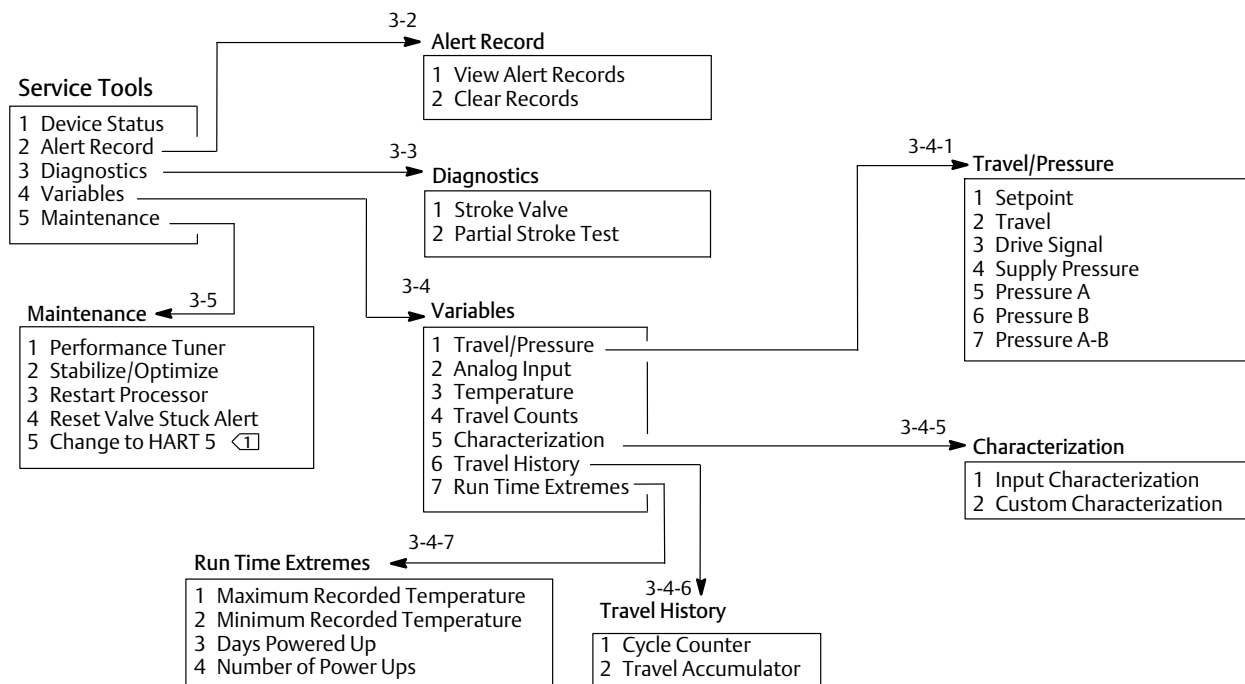 3-2
Alert Record
1 View Alert Records
2 Clear Records
Service Tools
1 Device Status
2 Alert Record
3 Diagnostics
4 Variables
5 Maintenance
3-3
Diagnostics
1 Stroke Valve
2 Partial Stroke Test
3-4-1
Travel/Pressure
1 Setpoint
2 Travel
3 Drive Signal
4 Supply Pressure
5 Pressure A
6 Pressure B
7 Pressure A-B
3-5
Maintenance
1 Performance Tuner
2 Stabilize/Optimize
3 Restart Processor
4 Reset Valve Stuck Alert
5 Change to HART 5 1
3-4
Variables
1 Travel/Pressure
2 Analog Input
3 Temperature
4 Travel Counts
5 Characterization
6 Travel History
7 Run Time Extremes
3-4-5
Characterization
1 Input Characterization
2 Custom Characterization
3-4-7
Run Time Extremes
1 Maximum Recorded Temperature
2 Minimum Recorded Temperature
3 Days Powered Up
4 Number of Power Ups
3-4-6
Travel History
1 Cycle Counter
2 Travel Accumulator